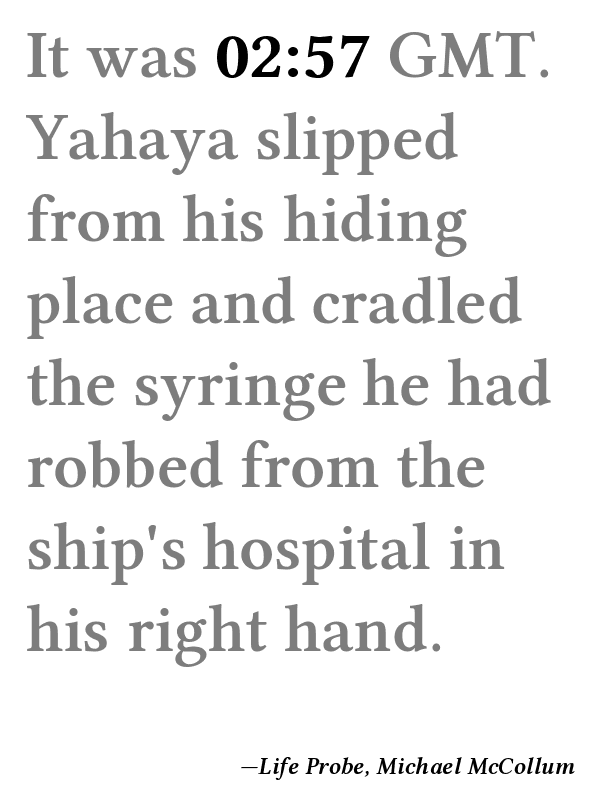 It was 02:57 GMT.
Yahaya slipped
from his hiding
place and cradled
the syringe he had
robbed from the
ship's hospital in
his right hand.
—Life Probe, Michael McCollum